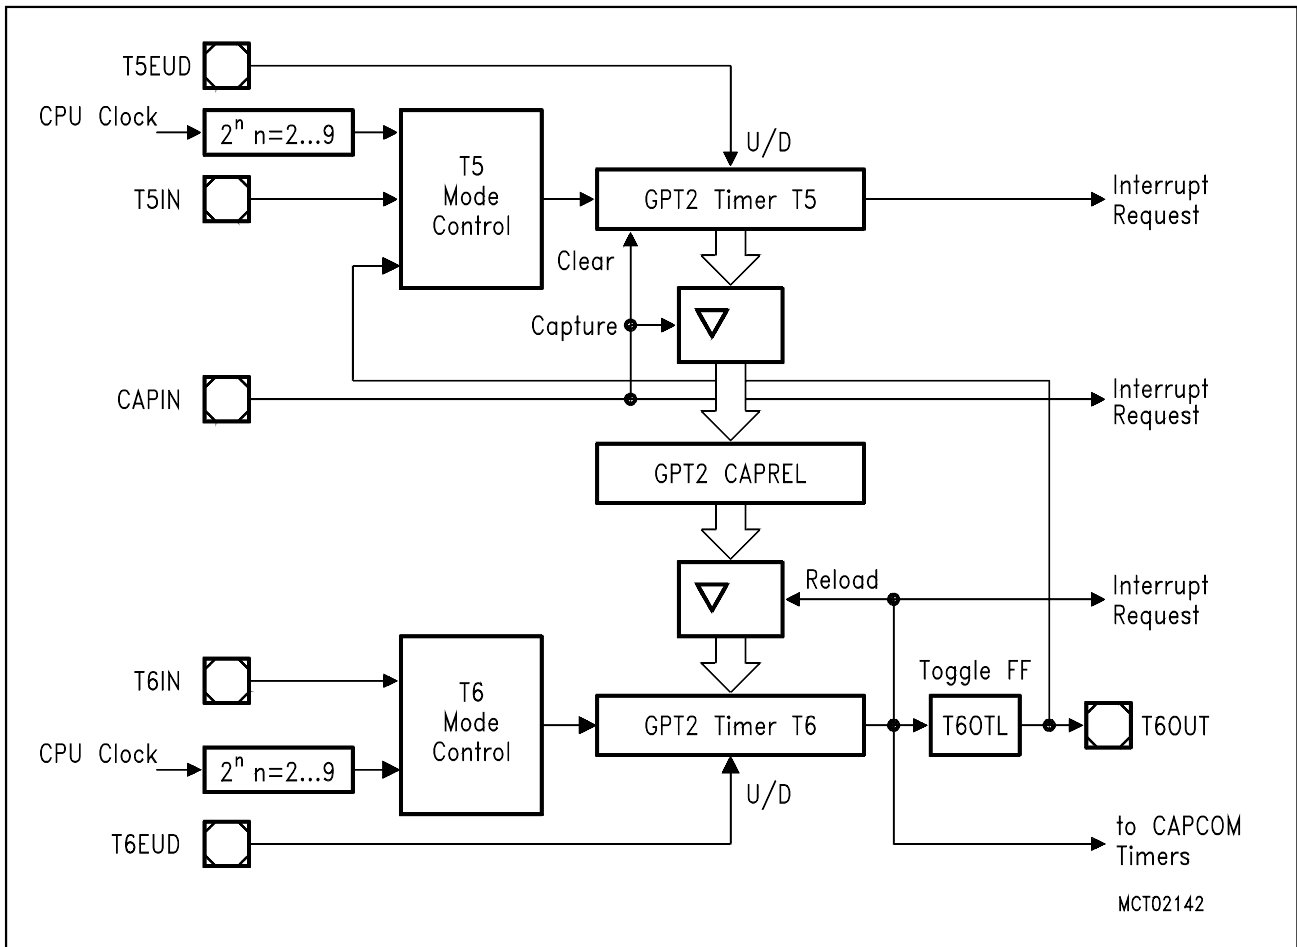 T5EUD
CPU Clock
2ⁿ n=2...9
T5IN
T5
Mode
Control
U/D
GPT2 Timer T5
Interrupt
Request
Clear
Capture
CAPIN
Interrupt
Request
GPT2 CAPREL
Reload
Interrupt
Request
T6IN
T6
Mode
Control
GPT2 Timer T6
Toggle FF
T6OTL
T6OUT
CPU Clock
2ⁿ n=2...9
U/D
T6EUD
to CAPCOM
Timers
MCT02142